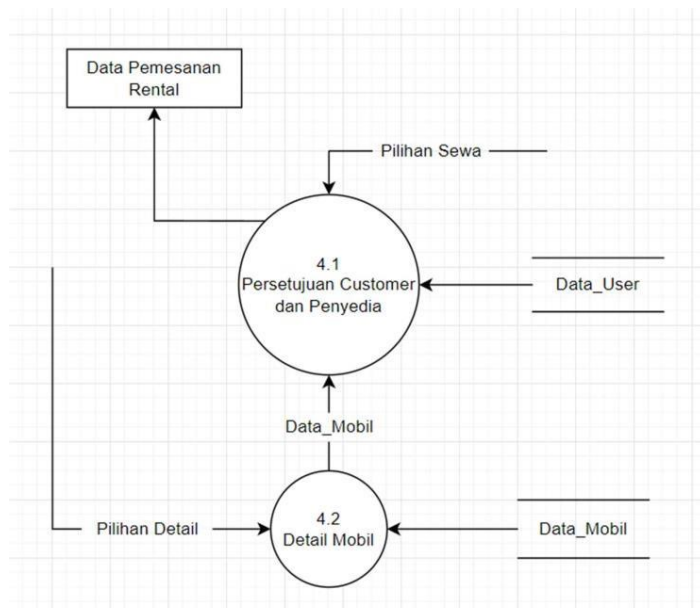 Data Pemesanan
Rental
Pilihan Sewa
4.1
Persetujuan Customer
dan Penyedia
Data_User
Data_Mobil
Pilihan Detail
4.2
Detail Mobil
Data_Mobil